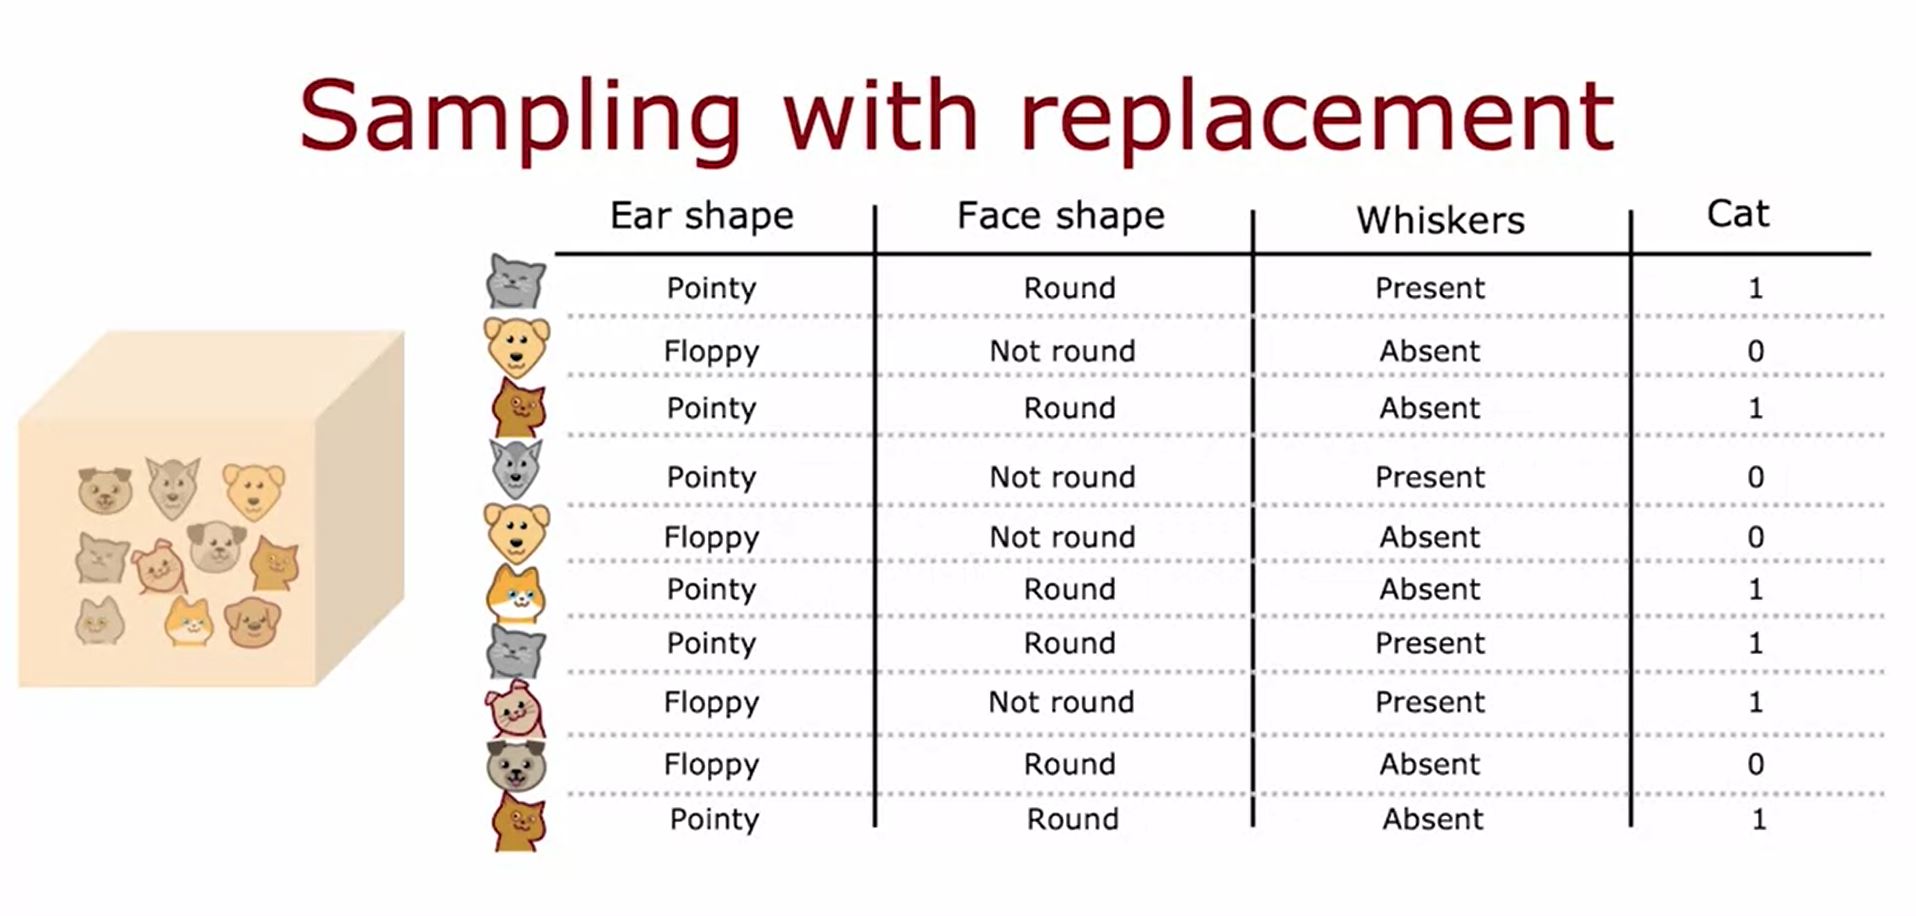 Sampling with replacement
Ear shape Face shape Whiskers Cat
Pointy Round Present 1
Floppy Not round Absent 0
Pointy Round Absent 1
Pointy Not round Present 0
Floppy Not round Absent 0
Pointy Round Absent 1
Pointy Round Present 1
Floppy Not round Present 1
Floppy Round Absent 0
Pointy Round Absent 1